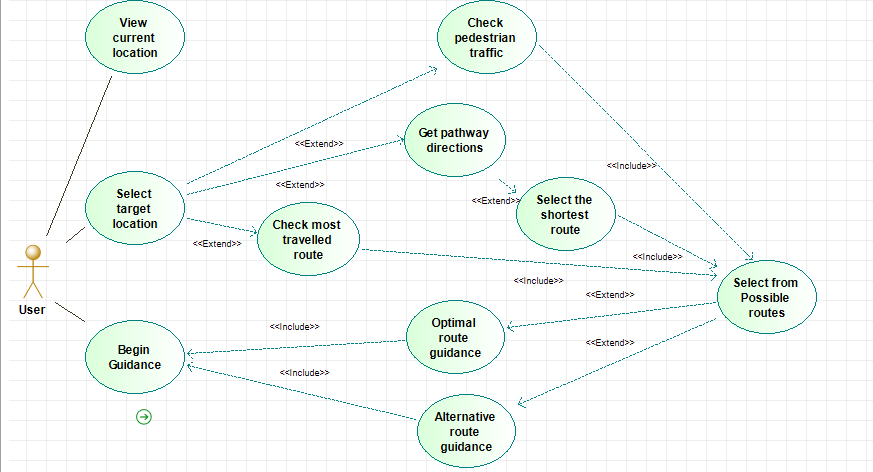 View
current
location
Check
pedestrian
traffic
<<Extend>>
Get pathway
directions
<<Include>>
<<Extend>>
Select
target
location
<<Extend>>
Select the
shortest
route
Check most
travelled
route
<<Extend>>
<<Include>>
<<Include>>
Select from
Possible
routes
<<Extend>>
User
Optimal
route
guidance
<<Include>>
<<Extend>>
Begin
Guidance
<<Include>>
Alternative
route
guidance